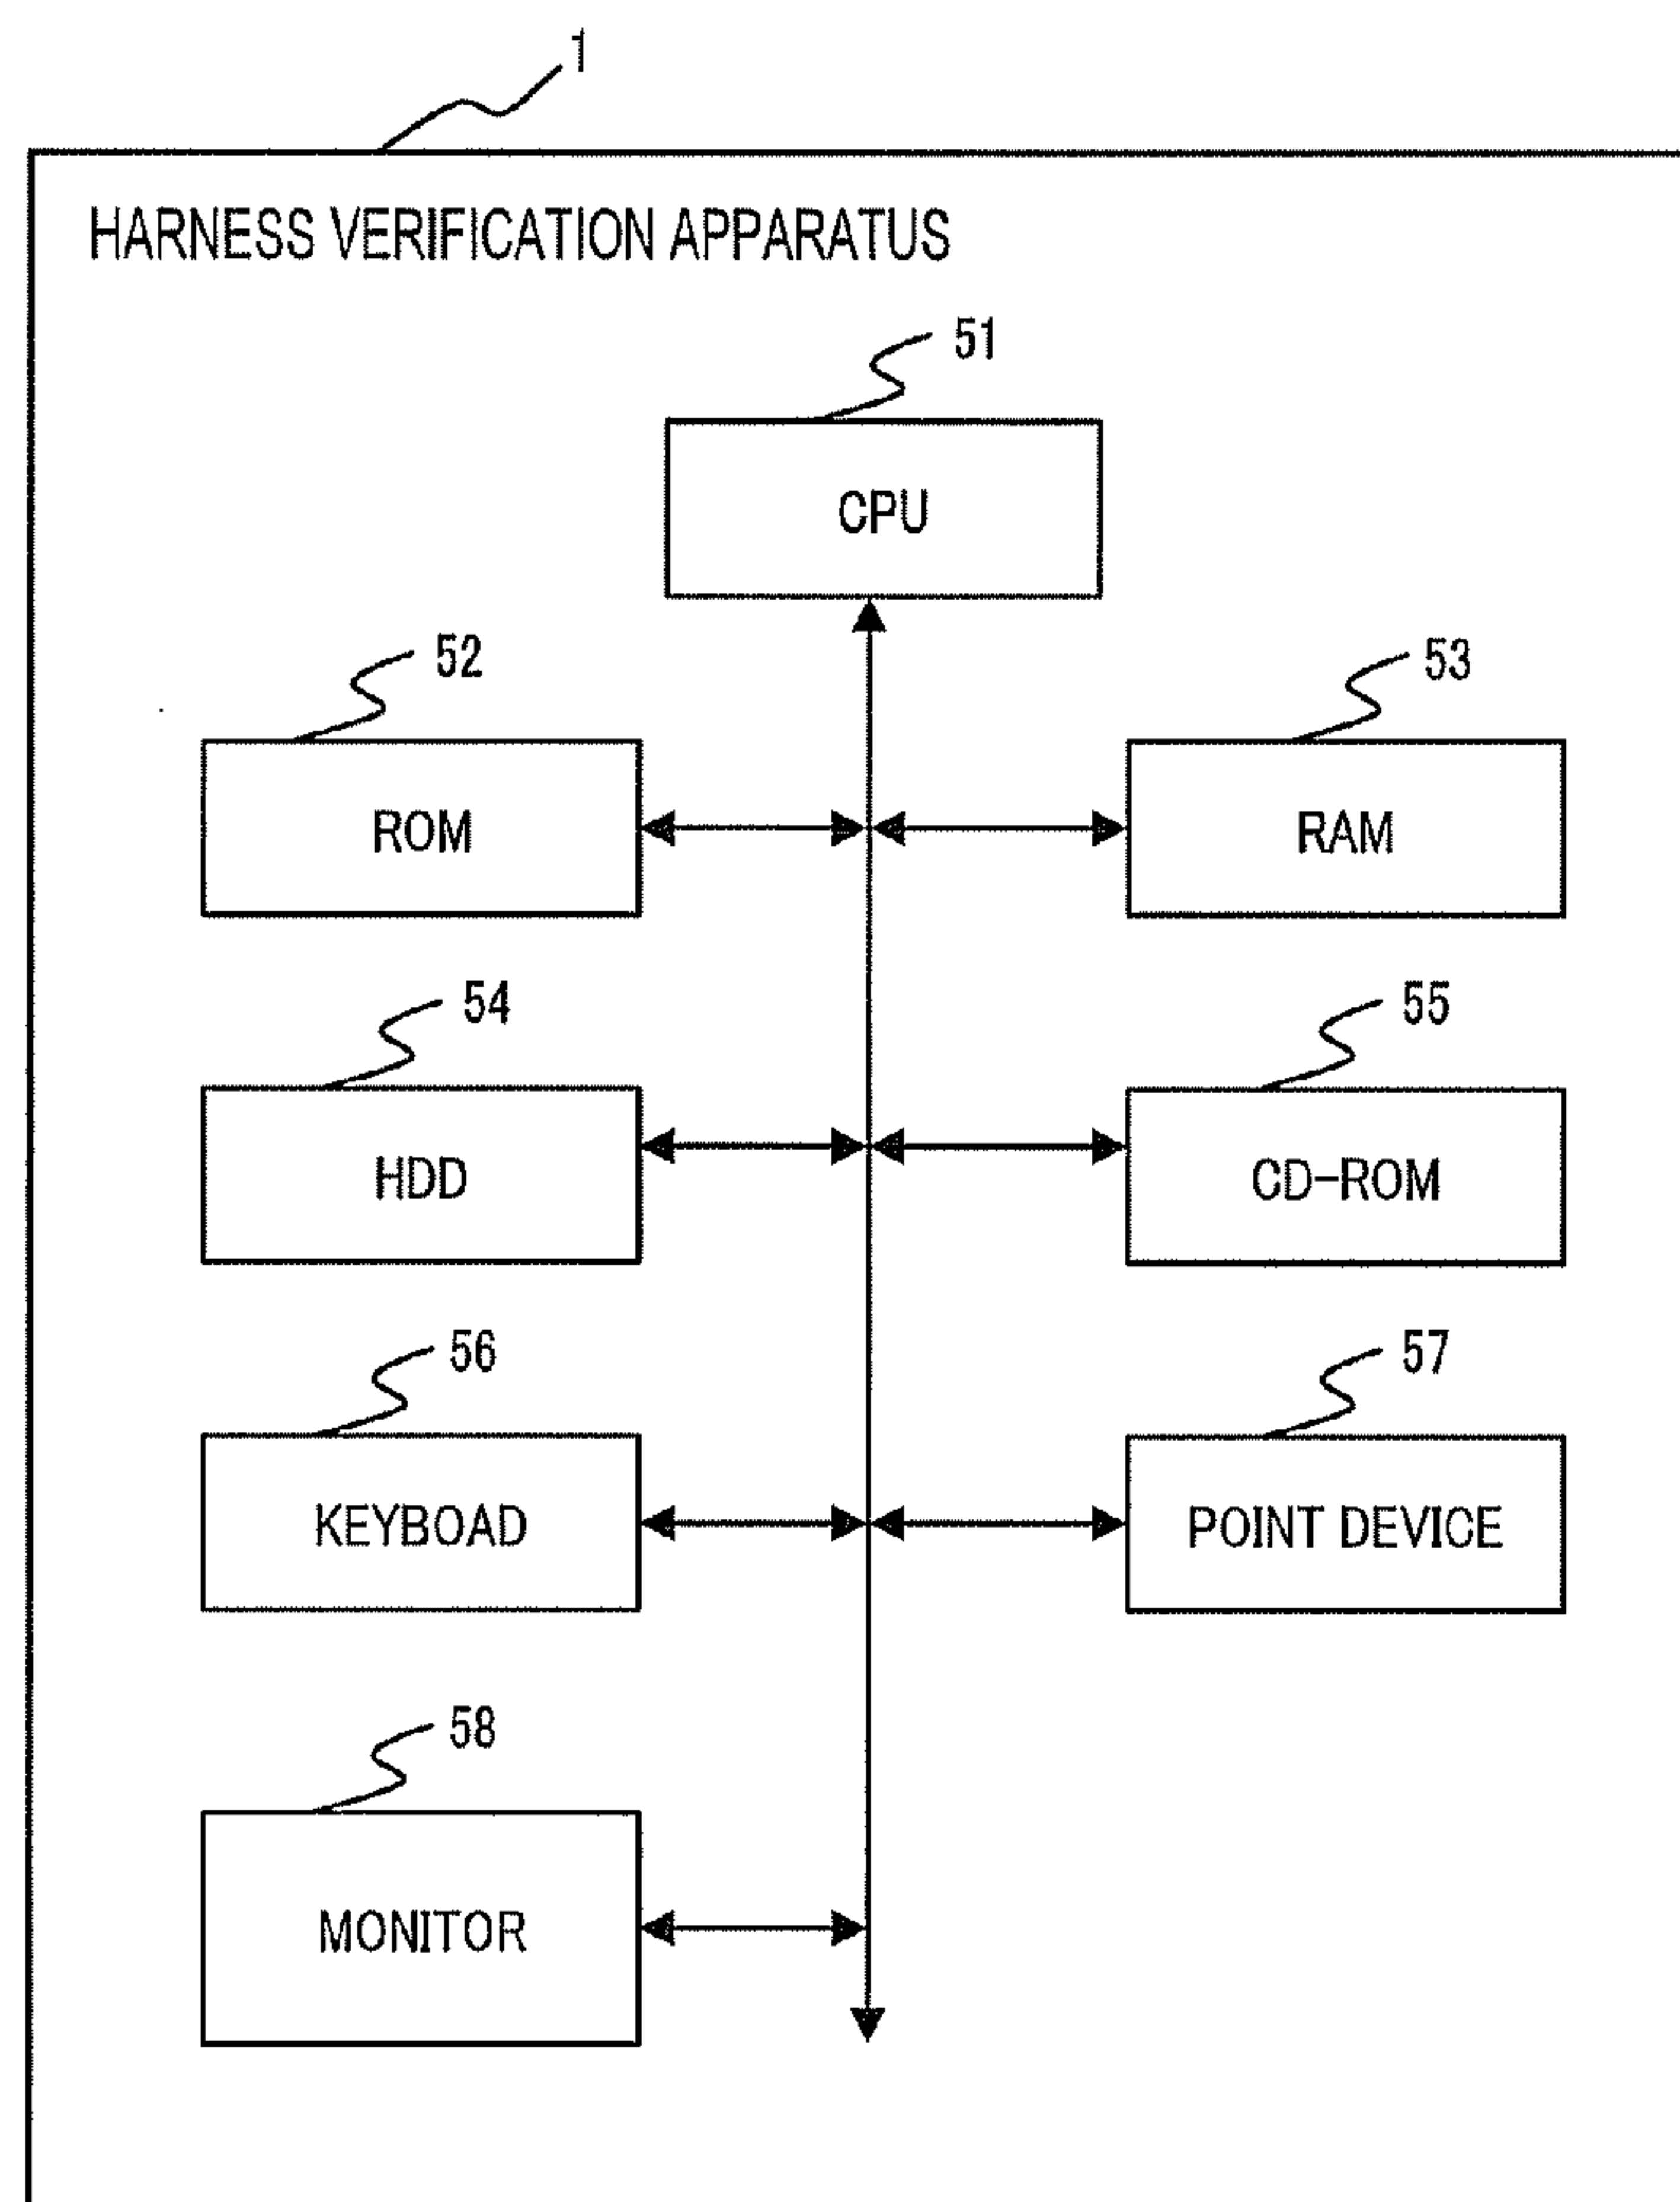 1
HARNESS VERIFICATION APPARATUS
51
CPU
52
53
ROM
RAM
54
55
HDD
CD-ROM
56
57
KEYBOAD
POINT DEVICE
58
MONITOR